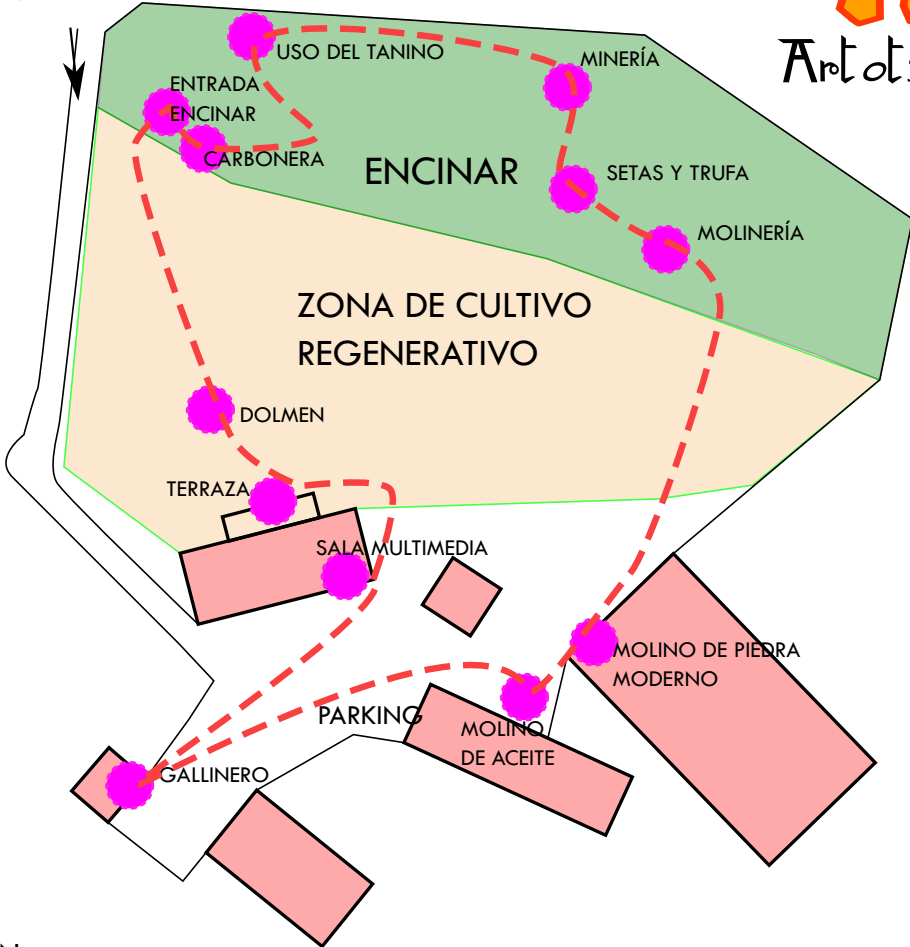 USO DEL TANINO
MINERÍA
ENTRADA
ENCINAR
CARBONERA
ENCINAR
SETAS Y TRUFA
MOLINERÍA
ZONA DE CULTIVO
REGENERATIVO
DOLMEN
TERRAZA
SALA MULTIMEDIA
MOLINO DE PIEDRA
MODERNO
PARKING
MOLINO
DE ACEITE
GALLINERO